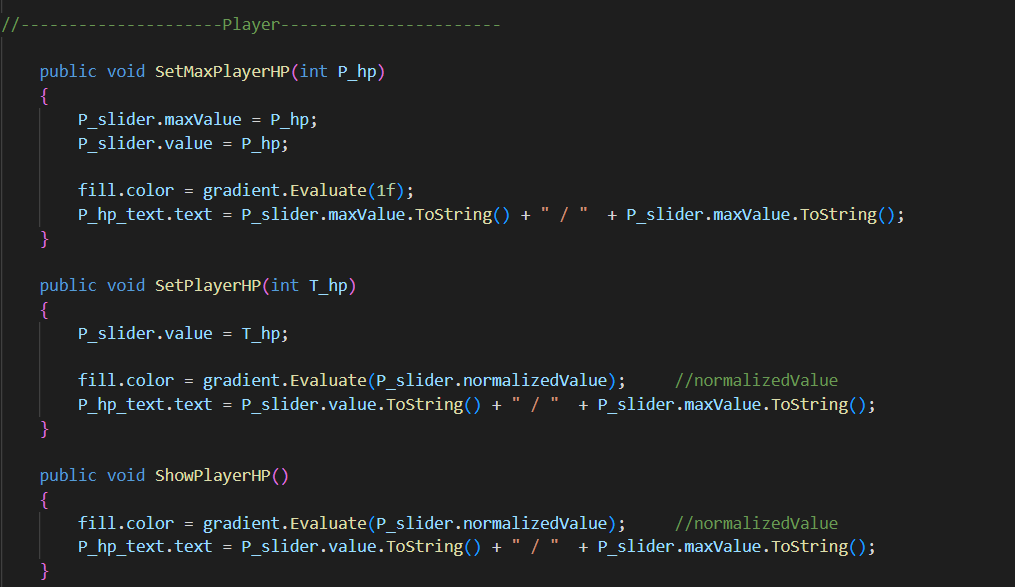 //---------------------Player-----------------------
public void SetMaxPlayerHP(int P_hp)
{
P_slider.maxValue = P_hp;
P_slider.value = P_hp;
fill.color = gradient.Evaluate(1f);
P_hp_text.text = P_slider.maxValue.ToString() + " / "  + P_slider.maxValue.ToString();
}
public void SetPlayerHP(int T_hp)
{
P_slider.value = T_hp;
fill.color = gradient.Evaluate(P_slider.normalizedValue);     //normalizedValue
P_hp_text.text = P_slider.value.ToString() + " / "  + P_slider.maxValue.ToString();
}
public void ShowPlayerHP()
{
fill.color = gradient.Evaluate(P_slider.normalizedValue);     //normalizedValue
P_hp_text.text = P_slider.value.ToString() + " / "  + P_slider.maxValue.ToString();
}